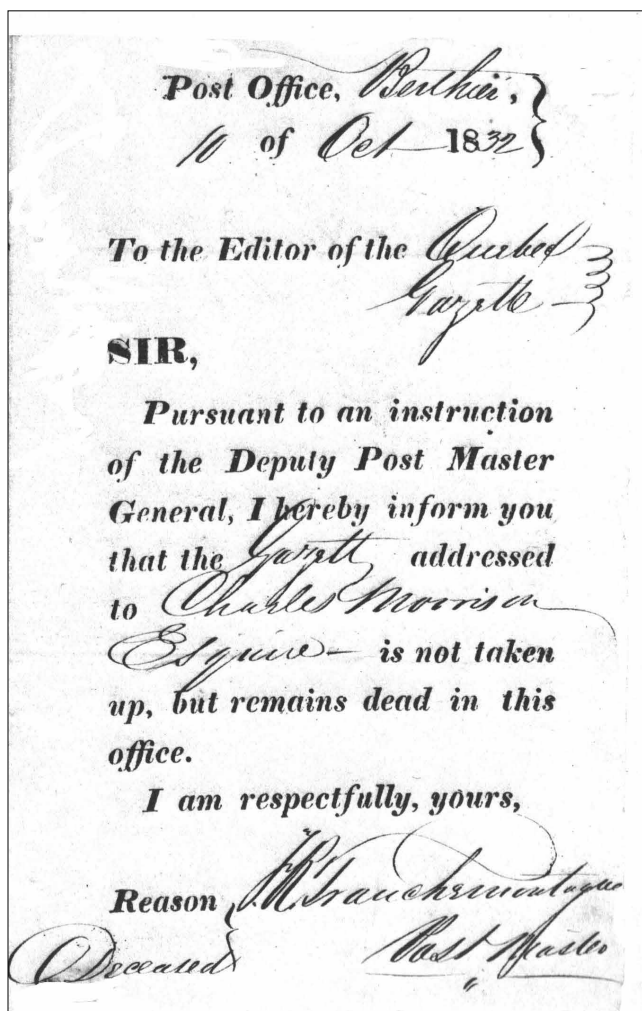 Post Office, Berthier,
10 of Oct 1832
To the Editor of the Quebec
Gazette
SIR,
Pursuant to an instruction
of the Deputy Post Master
General, I hereby inform you
that the Gazette addressed
to Charles Morrison
Esquire – is not taken
up, but remains dead in this
office.
I am respectfully, yours,
Reason Tranchemontagne
Deceased Post Master